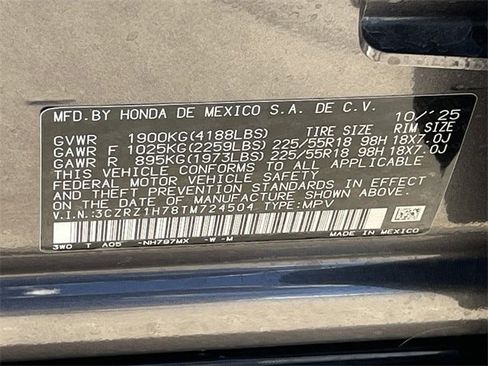 MFD.BY HONDA DE MEXICO S.A. DE C.V. 10/'25
GVWR 1900KG(4188LBS) TIRE SIZE RIM SIZE
GAWR F 1025KG(2259LBS) 225/55R18 98H 18X7.0J
GAWR R 895KG(1973LBS) 225/55R18 98H 18X7.0J
THIS VEHICLE CONFORMS TO ALL APPLICABLE
FEDERAL MOTOR VEHICLE SAFETY, BUMPER,
AND THEFT PREVENTION STANDARDS IN EFFECT
ON THE DATE OF MANUFACTURE SHOWN ABOVE.
V.I.N.:3CZRZ1H78TM724504 TYPE:MPV
3W0 T A05 -NH797MX -W-M